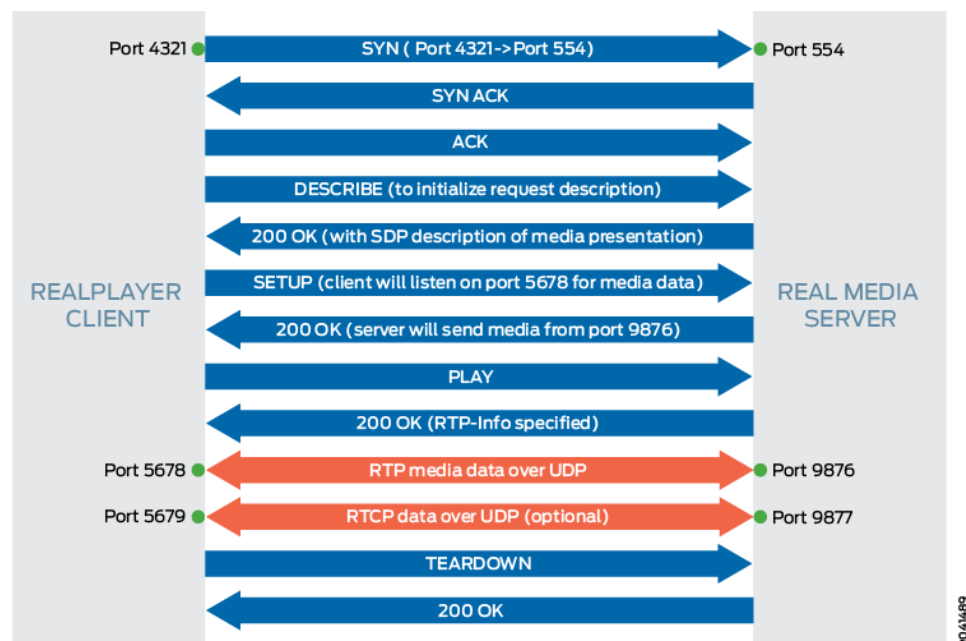 Port 4321
SYN ( Port 4321->Port 554)
Port 554
SYN ACK
ACK
DESCRIBE (to initialize request description)
200 OK (with SDP description of media presentation)
SETUP (client will listen on port 5678 for media data)
REALPLAYER
CLIENT
REAL MEDIA
SERVER
200 OK (server will send media from port 9876)
PLAY
200 OK (RTP-Info specified)
Port 5678
RTP media data over UDP
Port 9876
Port 5679
RTCP data over UDP (optional)
Port 9877
TEARDOWN
200 OK